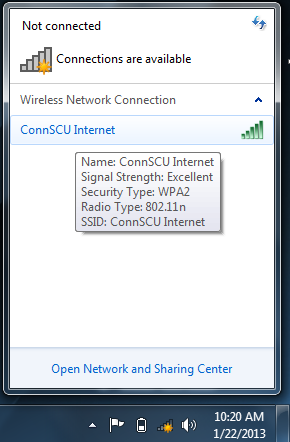 Not connected
Connections are available
Wireless Network Connection
ConnSCU Internet
Name: ConnSCU Internet
Signal Strength: Excellent
Security Type: WPA2
Radio Type: 802.11n
SSID: ConnSCU Internet
Open Network and Sharing Center
10:20 AM
1/22/2013